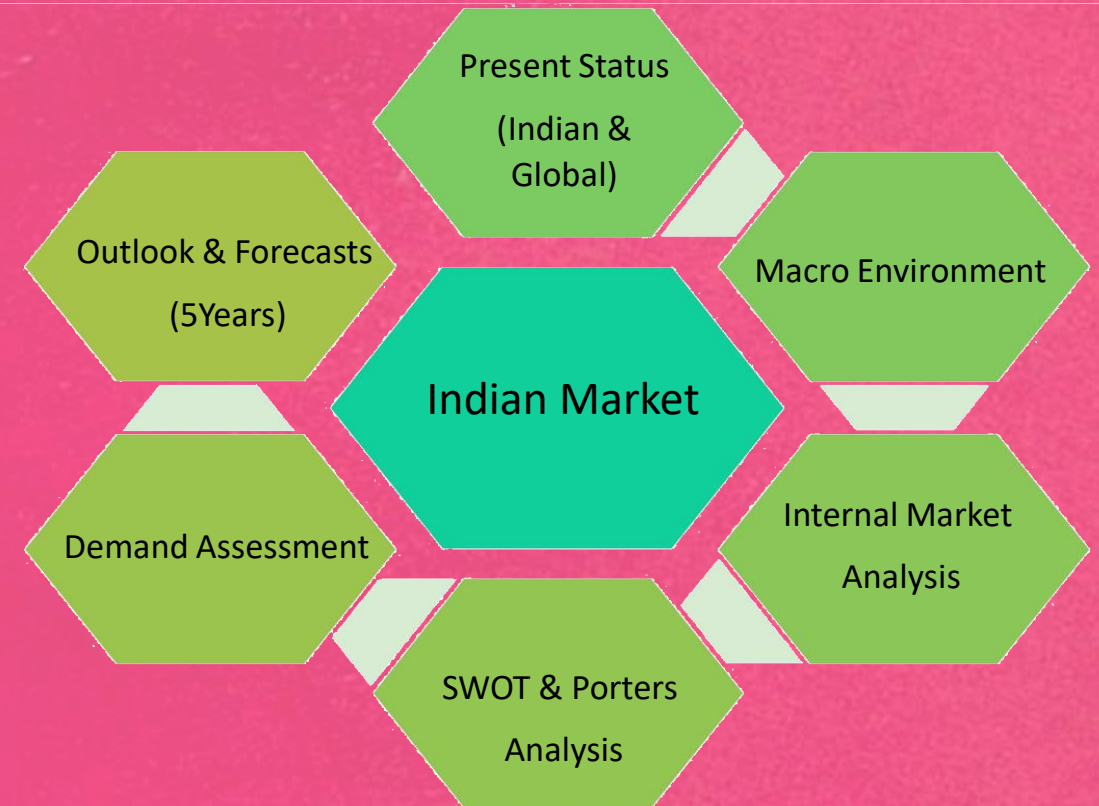 Present Status
(Indian &
Global)
Macro Environment
Internal Market
Analysis
SWOT & Porters
Analysis
Demand Assessment
Outlook & Forecasts
(5Years)
Indian Market